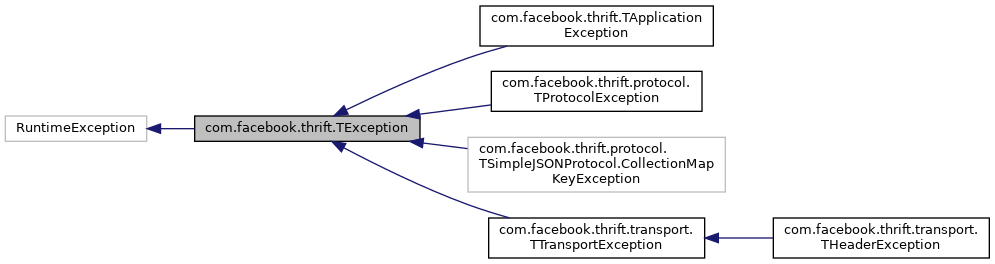 com.facebook.thrift.TApplication
Exception
com.facebook.thrift.protocol.
TProtocolException
RuntimeException
com.facebook.thrift.TException
com.facebook.thrift.protocol.
TSimpleJSONProtocol.CollectionMap
KeyException
com.facebook.thrift.transport.
TTransportException
com.facebook.thrift.transport.
THeaderException